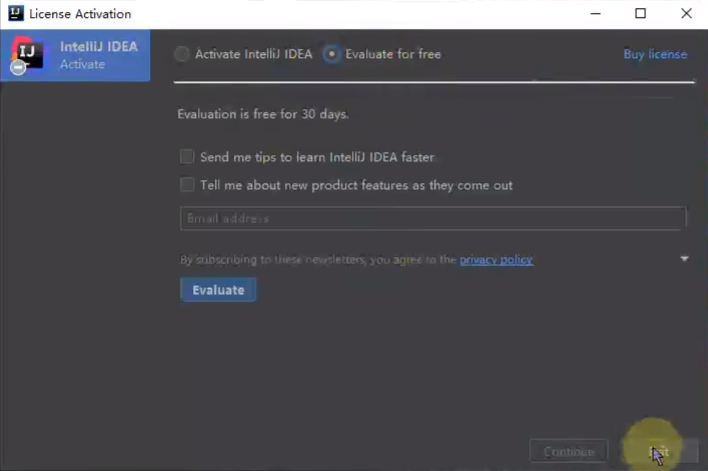 License Activation
IntelliJ IDEA
Activate
Activate IntelliJ IDEA
Evaluate for free
Buy license
Evaluation is free for 30 days.
Send me tips to learn IntelliJ IDEA faster
Tell me about new product features as they come out
Email address
By subscribing to these newsletters, you agree to the privacy policy
Evaluate
Continue